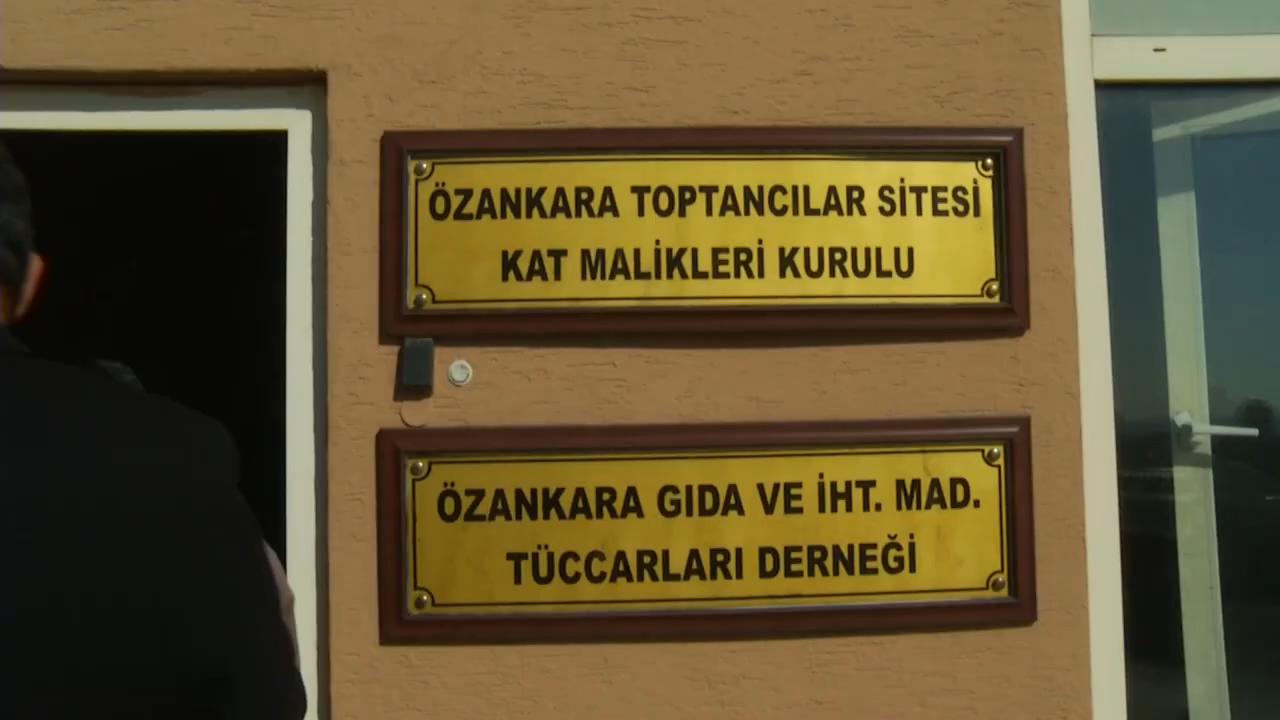 ÖZANKARA TOPTANCILAR SİTESİ
KAT MALİKLERİ KURULU
ÖZANKARA GIDA VE İHT. MAD.
TÜCCARLARI DERNEĞİ